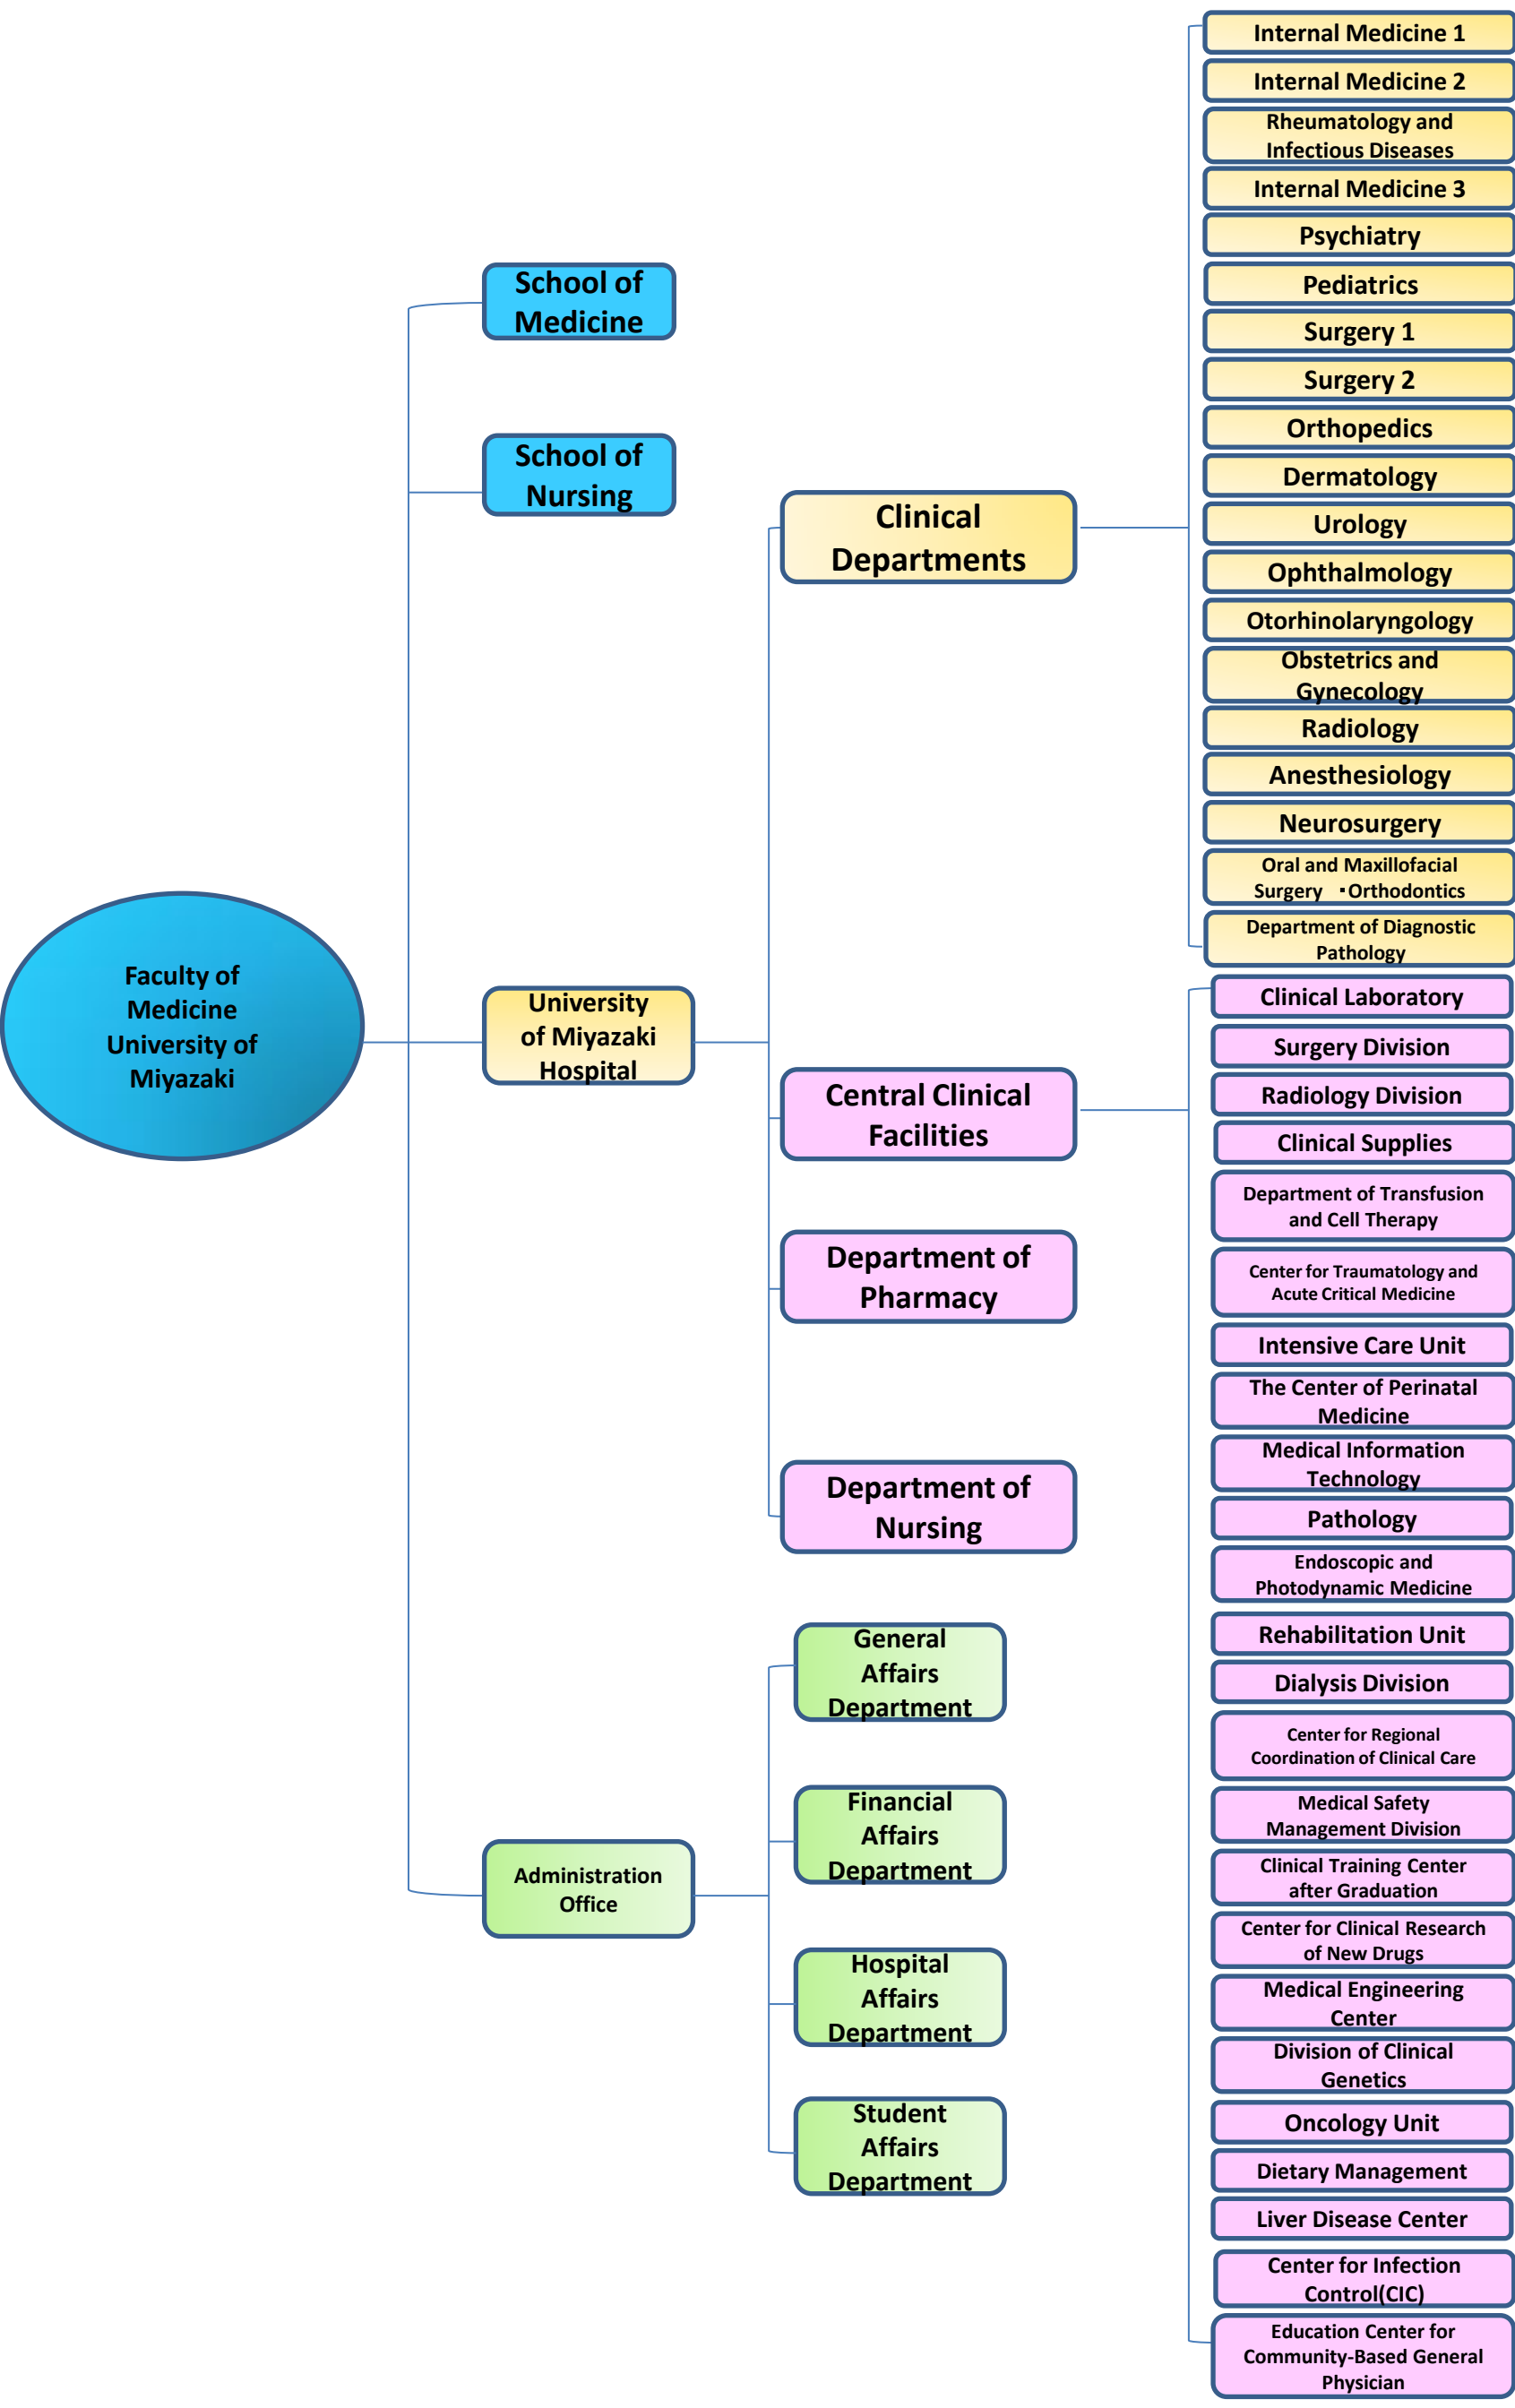 Faculty of
Medicine
University of
Miyazaki
School of
Medicine
School of
Nursing
University
of Miyazaki
Hospital
Administration
Office
Clinical
Departments
Central Clinical
Facilities
Department of
Pharmacy
Department of
Nursing
General
Affairs
Department
Financial
Affairs
Department
Hospital
Affairs
Department
Student
Affairs
Department
Internal Medicine 1
Internal Medicine 2
Rheumatology and
Infectious Diseases
Internal Medicine 3
Psychiatry
Pediatrics
Surgery 1
Surgery 2
Orthopedics
Dermatology
Urology
Ophthalmology
Otorhinolaryngology
Obstetrics and
Gynecology
Radiology
Anesthesiology
Neurosurgery
Oral and Maxillofacial
Surgery ・Orthodontics
Department of Diagnostic
Pathology
Clinical Laboratory
Surgery Division
Radiology Division
Clinical Supplies
Department of Transfusion
and Cell Therapy
Center for Traumatology and
Acute Critical Medicine
Intensive Care Unit
The Center of Perinatal
Medicine
Medical Information
Technology
Pathology
Endoscopic and
Photodynamic Medicine
Rehabilitation Unit
Dialysis Division
Center for Regional
Coordination of Clinical Care
Medical Safety
Management Division
Clinical Training Center
after Graduation
Center for Clinical Research
of New Drugs
Medical Engineering
Center
Division of Clinical
Genetics
Oncology Unit
Dietary Management
Liver Disease Center
Center for Infection
Control(CIC)
Education Center for
Community-Based General
Physician